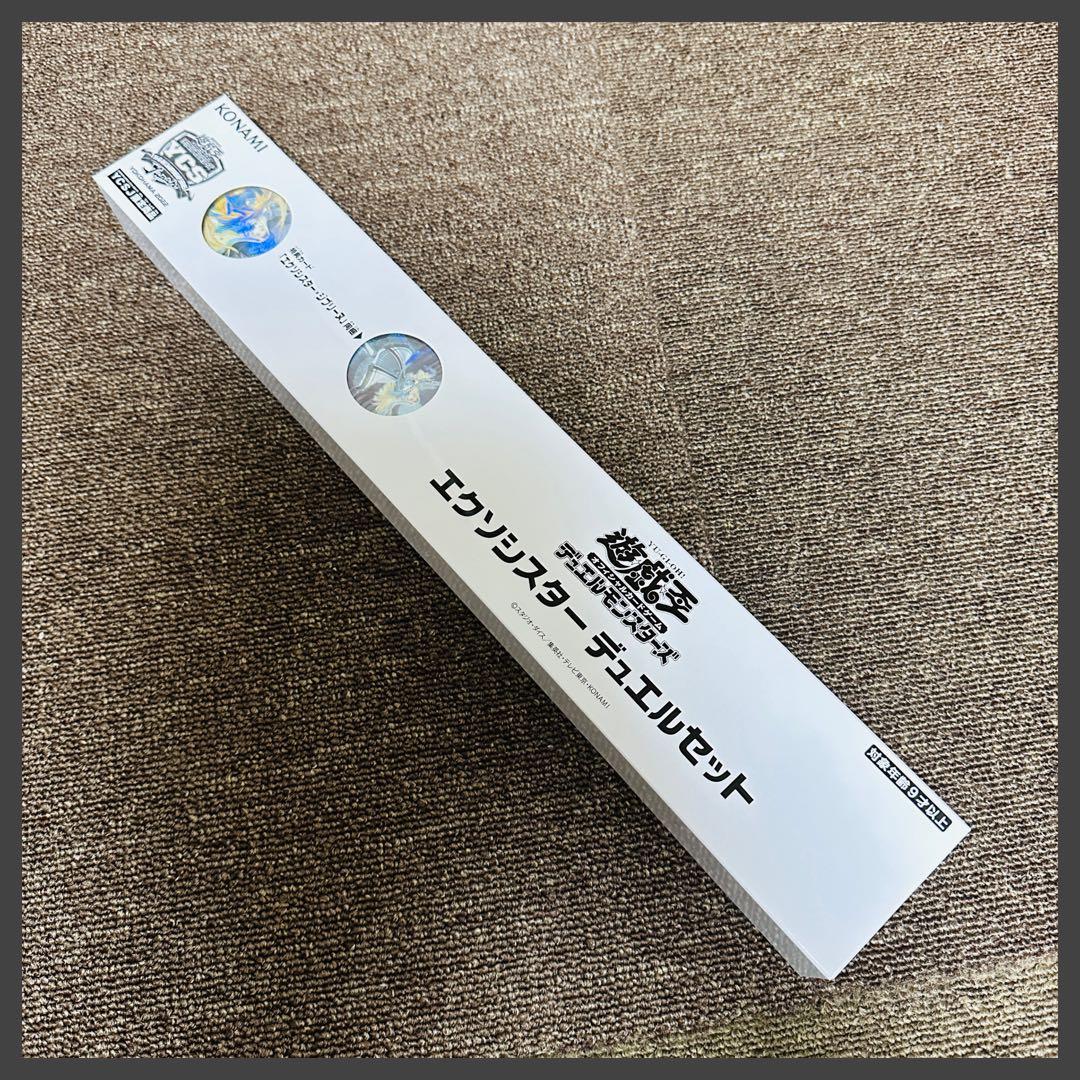 KONAMI
YCS
YOKOHAMA 2022
YCSJ限定商品
特典カード
「エクソシスター・ジブリーヌ」同梱▶
YU-GI-OH!
遊戯王
オフィシャルカードゲーム
デュエルモンスターズ
エクソシスター デュエルセット
©スタジオ・ダイス/集英社・テレビ東京・KONAMI
対象年齢9才以上